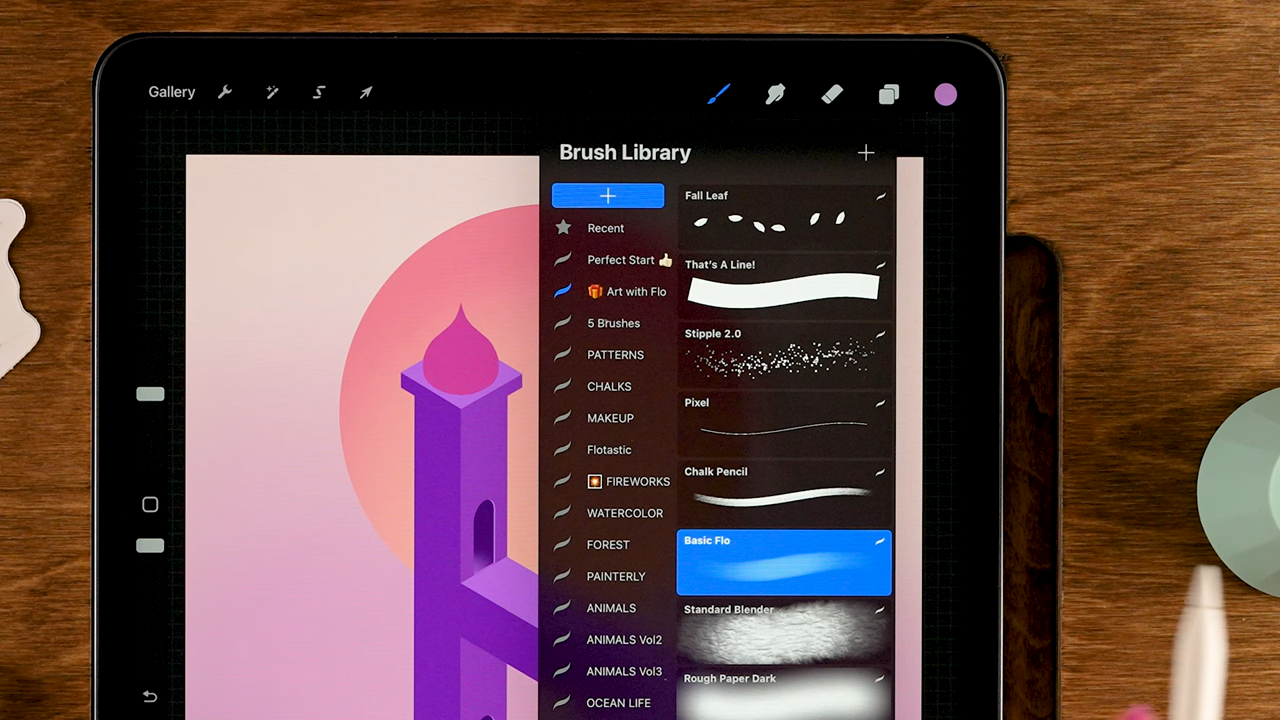 Gallery
Brush Library
Recent
Perfect Start 👍🏻
🎁 Art with Flo
5 Brushes
PATTERNS
CHALKS
MAKEUP
Flotastic
🎇 FIREWORKS
WATERCOLOR
FOREST
PAINTERLY
ANIMALS
ANIMALS Vol2
ANIMALS Vol3
OCEAN LIFE
Fall Leaf
That's A Line!
Stipple 2.0
Pixel
Chalk Pencil
Basic Flo
Standard Blender
Rough Paper Dark